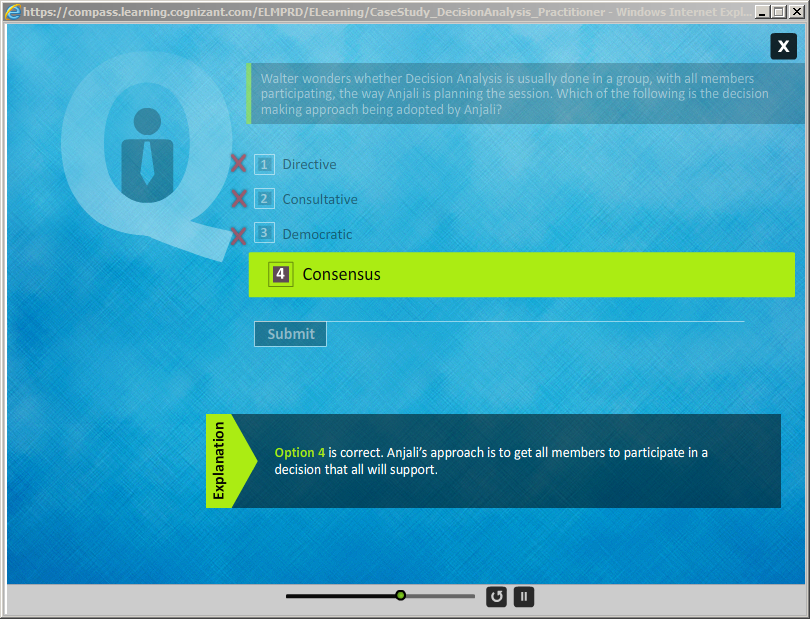 https://compass.learning.cognizant.com/ELMPRD/ELearning/CaseStudy_DecisionAnalysis_Practitioner - Windows Internet Expl...
X
Walter wonders whether Decision Analysis is usually done in a group, with all members
participating, the way Anjali is planning the session. Which of the following is the decision
making approach being adopted by Anjali?
Q
1 Directive
2 Consultative
3 Democratic
4 Consensus
Submit
Explanation
Option 4 is correct. Anjali's approach is to get all members to participate in a
decision that all will support.